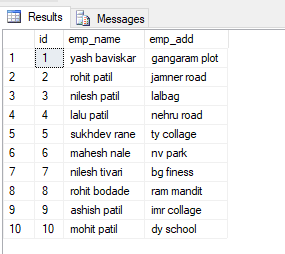 Results Messages
id emp_name emp_add
1 1 yash baviskar gangaram plot
2 2 rohit patil jamner road
3 3 nilesh patil lalbag
4 4 lalu patil nehru road
5 5 sukhdev rane ty collage
6 6 mahesh nale nv park
7 7 nilesh tivari bg finess
8 8 rohit bodade ram mandit
9 9 ashish patil imr collage
10 10 mohit patil dy school